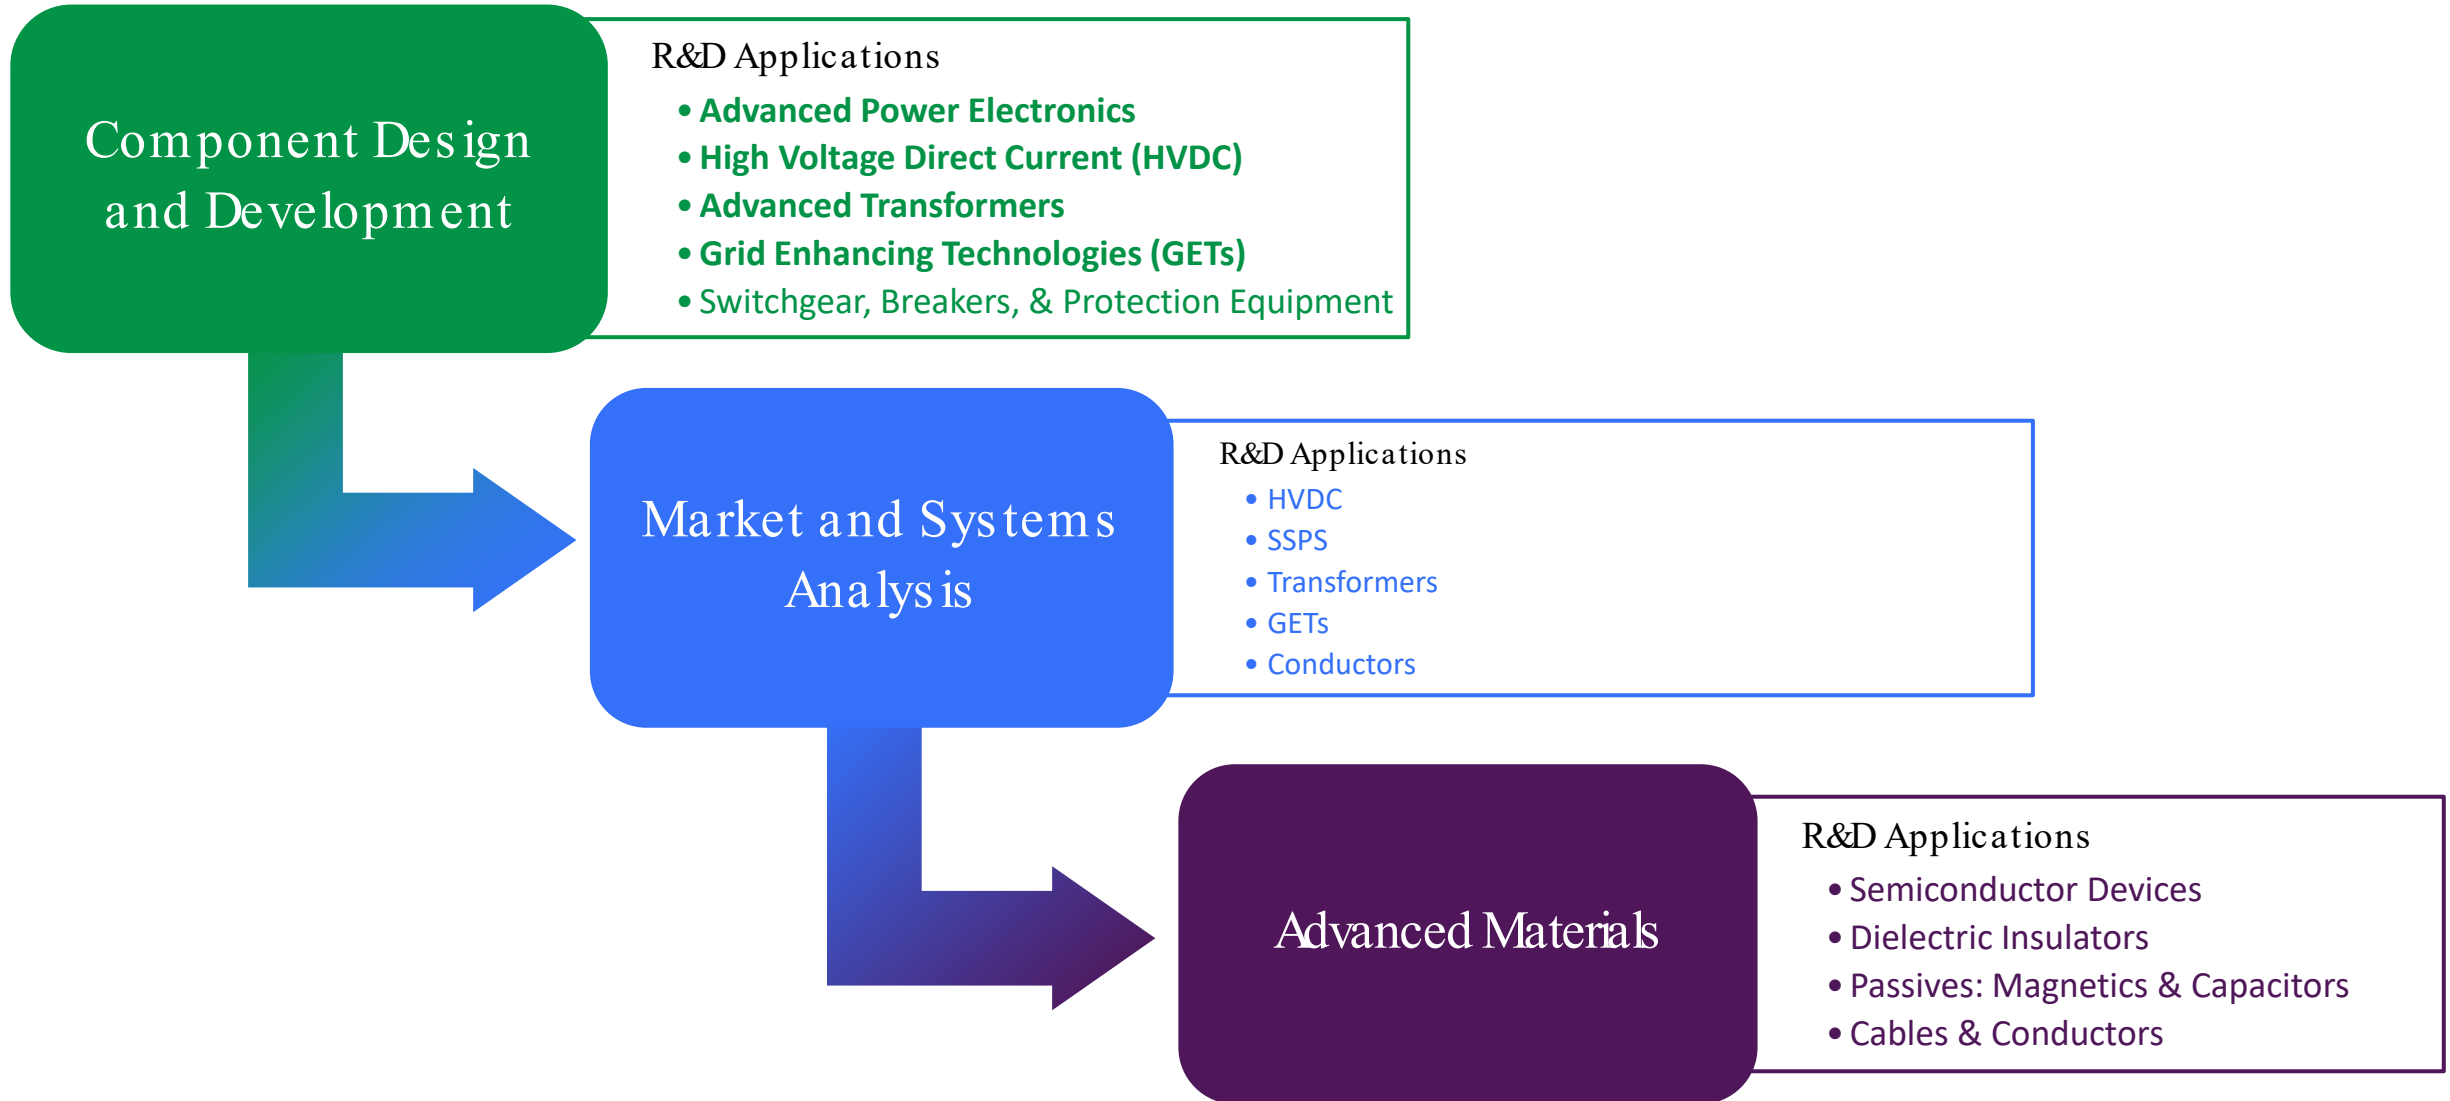 Component Design
and Development
R&D Applications
• Advanced Power Electronics
• High Voltage Direct Current (HVDC)
• Advanced Transformers
• Grid Enhancing Technologies (GETs)
• Switchgear, Breakers, & Protection Equipment
Market and Systems
Analysis
R&D Applications
• HVDC
• SSPS
• Transformers
• GETs
• Conductors
Advanced Materials
R&D Applications
• Semiconductor Devices
• Dielectric Insulators
• Passives: Magnetics & Capacitors
• Cables & Conductors